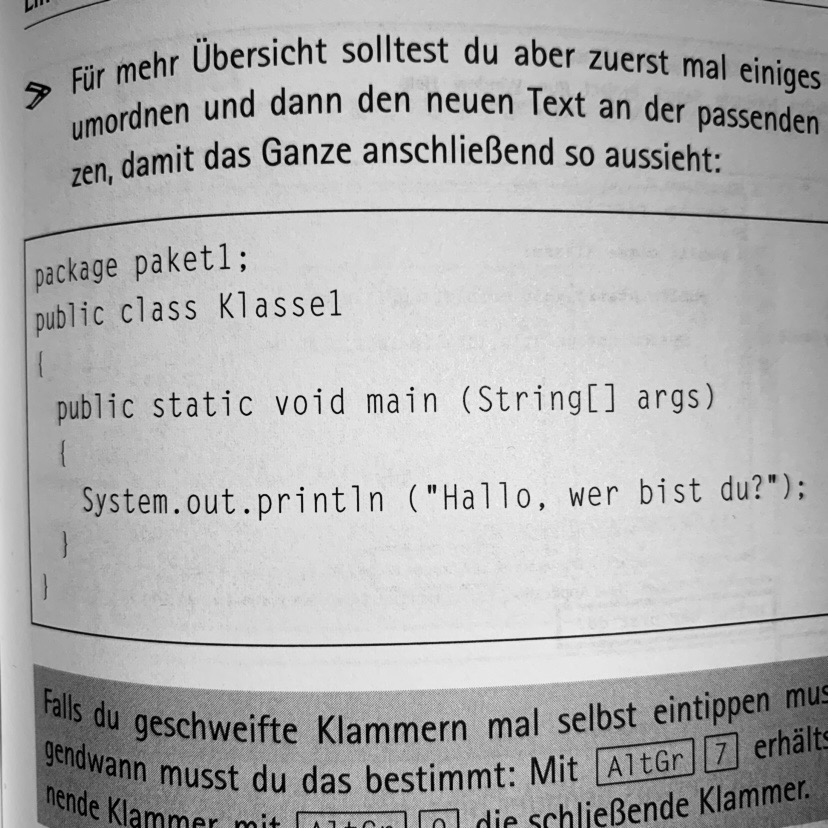 Für mehr Übersicht solltest du aber zuerst mal einiges
umordnen und dann den neuen Text an der passenden
zen, damit das Ganze anschließend so aussieht:
package paket1;
public class Klasse1
{
public static void main (String[] args)
{
System.out.println ("Hallo, wer bist du?");
}
}
Falls du geschweifte Klammern mal selbst eintippen mus
gendwann musst du das bestimmt: Mit AltGr 7 erhälts
nende Klammer, mit AltGr 0 die schließende Klammer.